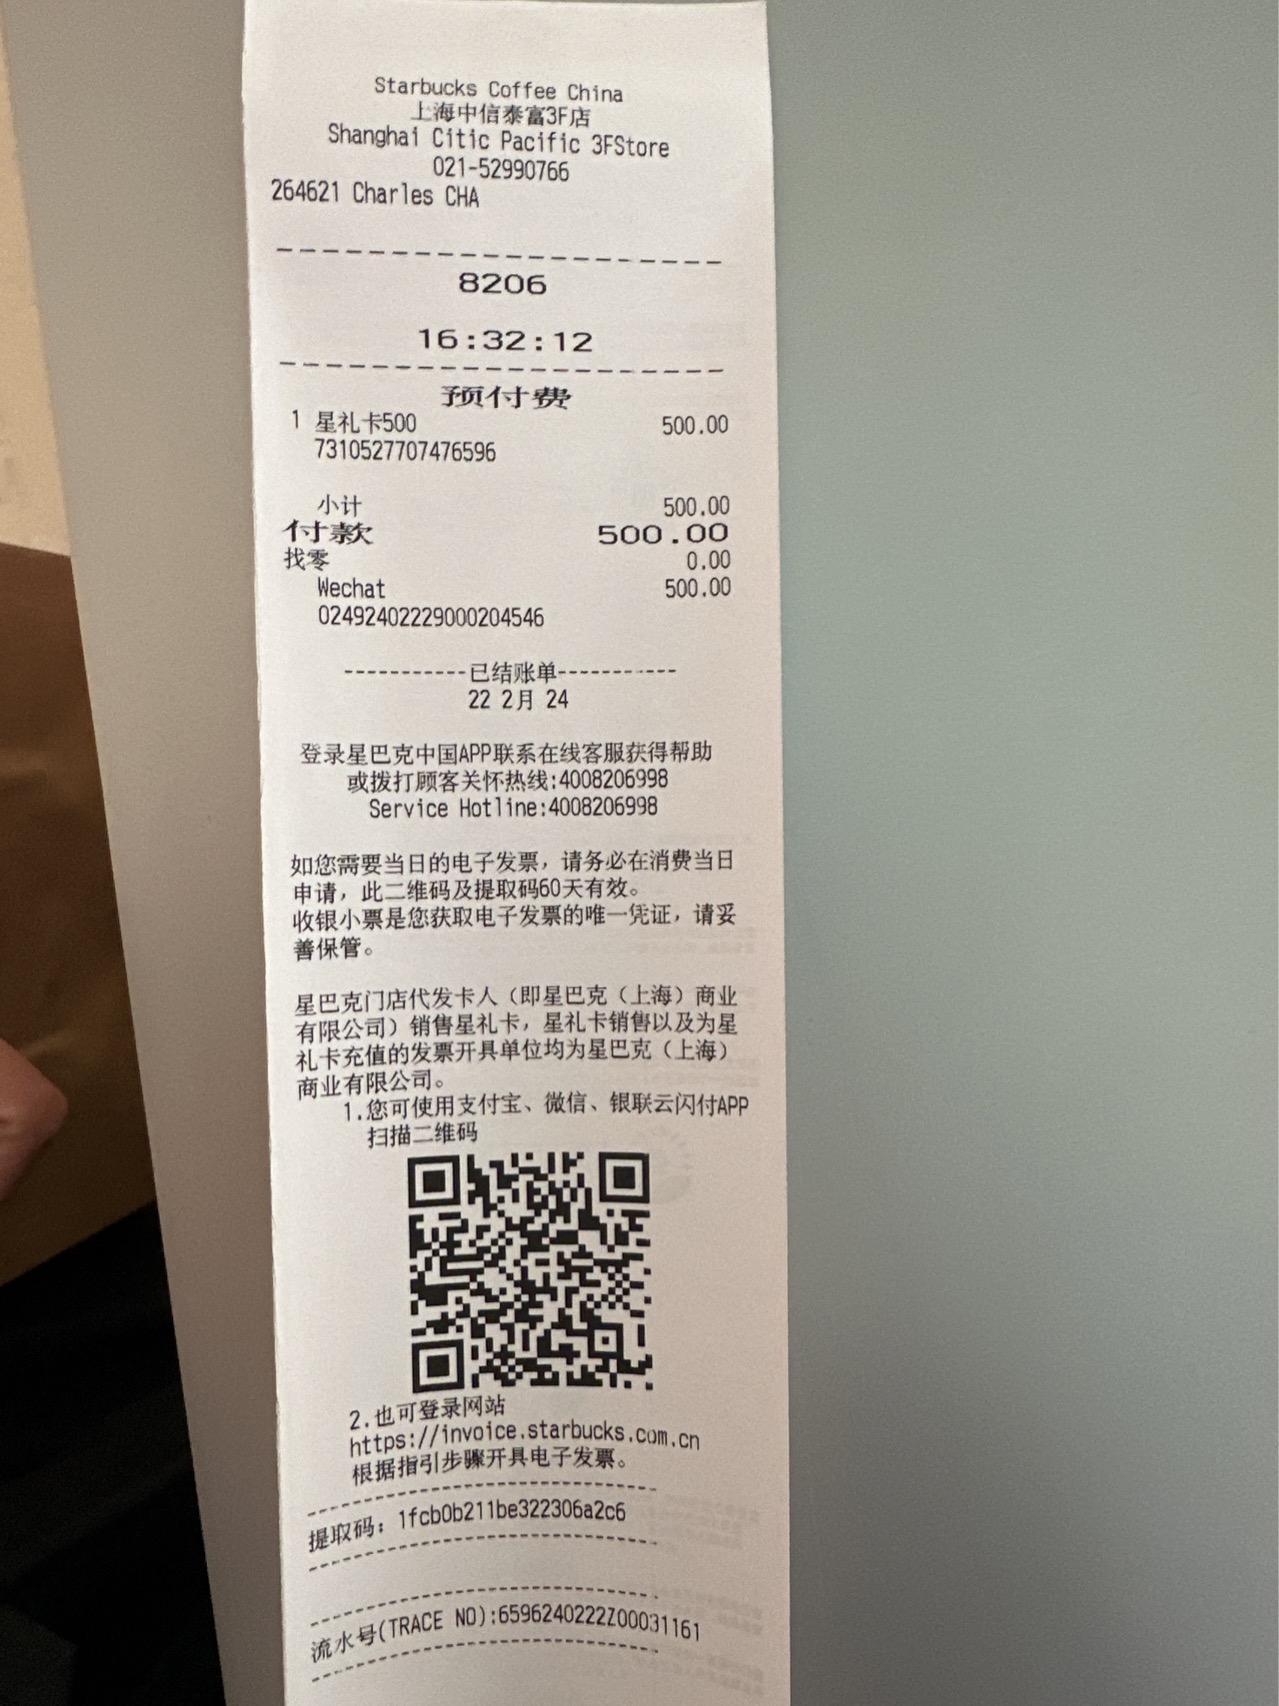 Starbucks Coffee China
上海中信泰富3F店
Shanghai Citic Pacific 3FStore
021-52990766
264621 Charles CHA
8206
16:32:12
预付费
1 星礼卡500 500.00
7310527707476596
小计 500.00
付款 500.00
找零 0.00
Wechat 500.00
02492402229000204546
-----------已结账单-----------
22 2月 24
登录星巴克中国APP联系在线客服获得帮助
或拨打顾客关怀热线:4008206998
Service Hotline:4008206998
如您需要当日的电子发票，请务必在消费当日
申请，此二维码及提取码60天有效。
收银小票是您获取电子发票的唯一凭证，请妥
善保管。
星巴克门店代发卡人（即星巴克（上海）商业
有限公司）销售星礼卡，星礼卡销售以及为星
礼卡充值的发票开具单位均为星巴克（上海）
商业有限公司。
1.您可使用支付宝、微信、银联云闪付APP
扫描二维码
2.也可登录网站
https://invoice.starbucks.com.cn
根据指引步骤开具电子发票。
提取码：1fcb0b211be322306a2c6
流水号(TRACE NO):6596240222Z00031161